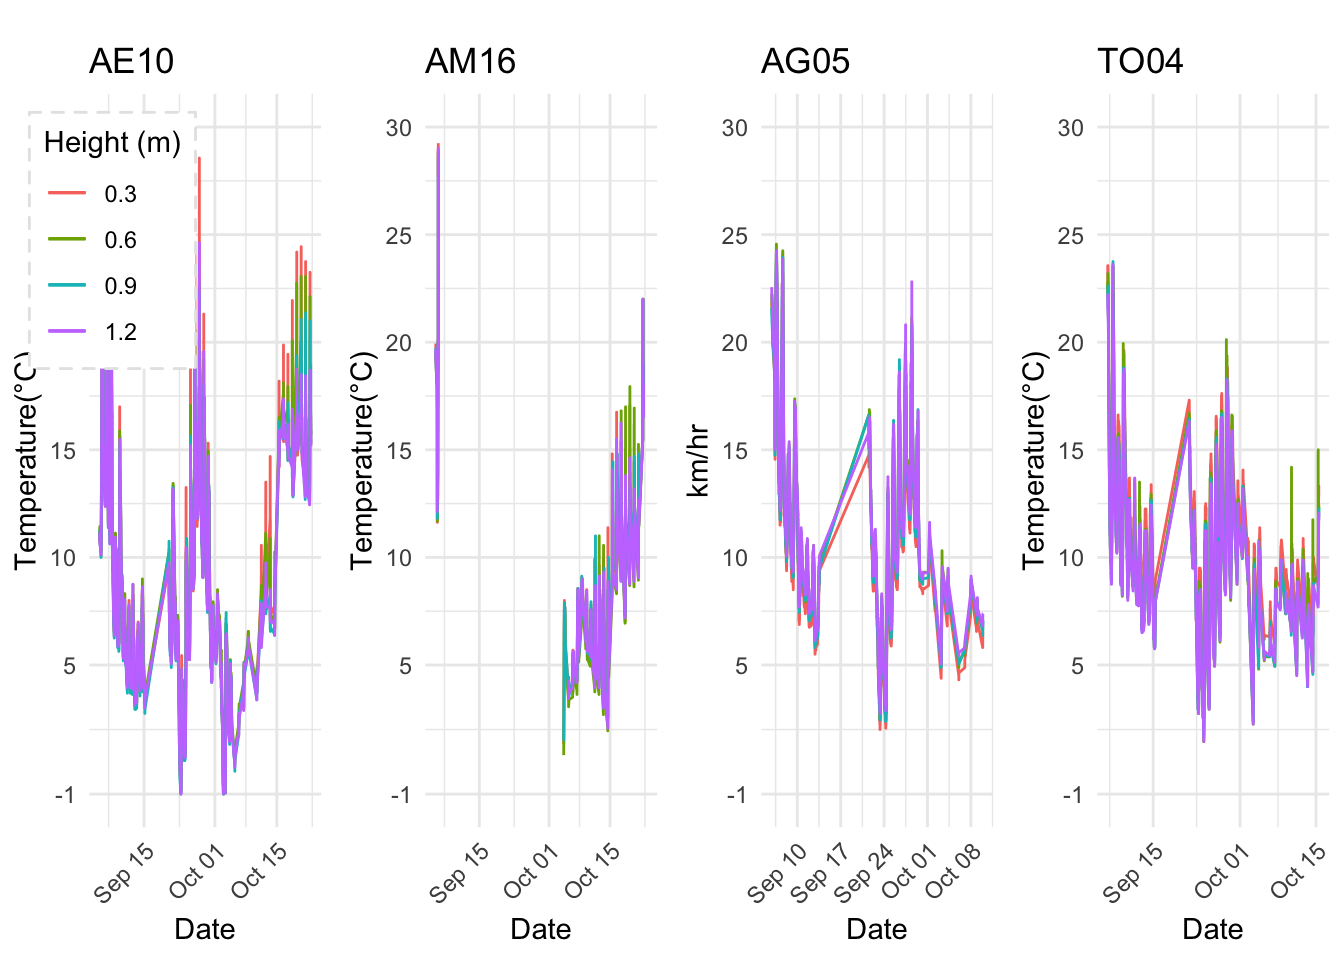 AE10 AM16 AG05 TO04
Height (m)
0.3
0.6
0.9
1.2
Temperature(°C)
15
10
5
-1
Sep 15 Oct 01 Oct 15
Date
Temperature(°C)
30
25
20
15
10
5
-1
Sep 15 Oct 01 Oct 15
Date
km/hr
30
25
20
15
10
5
-1
Sep 10 Sep 17 Sep 24 Oct 01 Oct 08
Date
Temperature(°C)
30
25
20
15
10
5
-1
Sep 15 Oct 01 Oct 15
Date